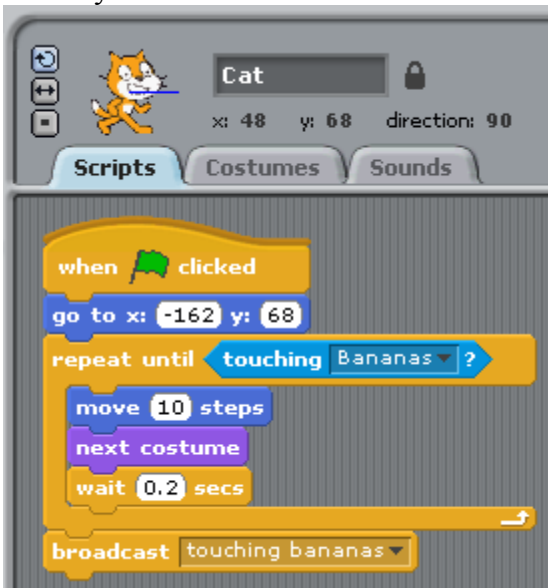 Cat
x: 48 y: 68 direction: 90
Scripts Costumes Sounds
when clicked
go to x: -162 y: 68
repeat until touching Bananas ?
move 10 steps
next costume
wait 0.2 secs
broadcast touching bananas